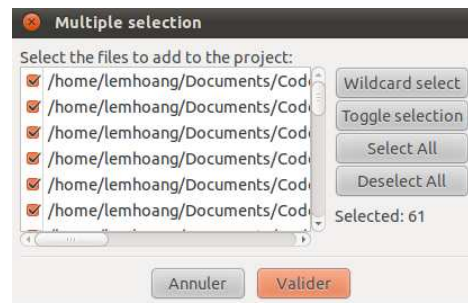 Multiple selection
Select the files to add to the project:
/home/lemhoang/Documents/Cod
/home/lemhoang/Documents/Cod
/home/lemhoang/Documents/Cod
/home/lemhoang/Documents/Cod
/home/lemhoang/Documents/Cod
/home/lemhoang/Documents/Cod
Wildcard select
Toggle selection
Select All
Deselect All
Selected: 61
Annuler
Valider